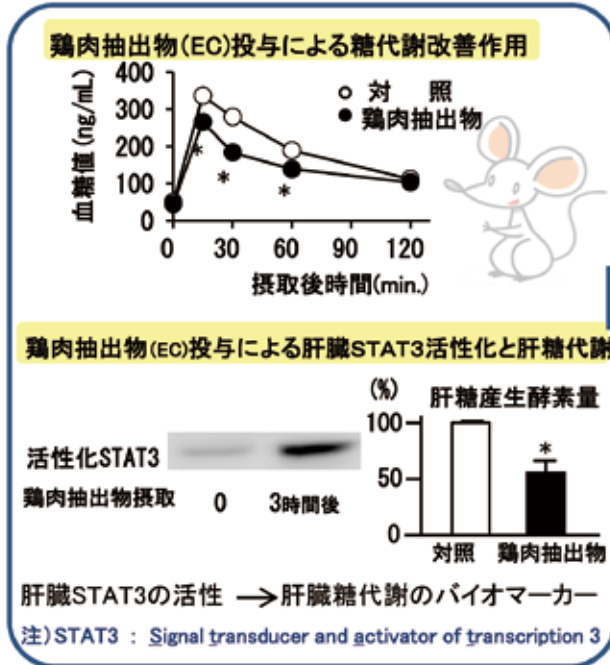 鶏肉抽出物(EC)投与による糖代謝改善作用
血糖値(ng/mL)
400
300
200
100
0
○ 対 照
● 鶏肉抽出物
*
*
*
0 30 60 90 120
摂取後時間(min.)
鶏肉抽出物(EC)投与による肝臓STAT3活性化と肝糖代謝
活性化STAT3
鶏肉抽出物摂取 0 3時間後
(%) 肝糖産生酵素量
100
50
0
*
対照 鶏肉抽出物
肝臓STAT3の活性 →肝臓糖代謝のバイオマーカー
注)STAT3 : Signal transducer and activator of transcription 3